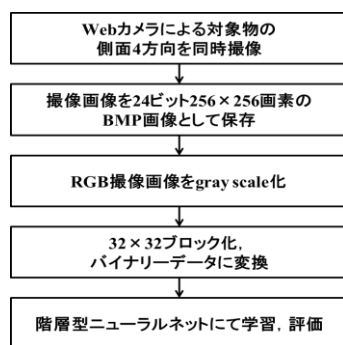 Webカメラによる対象物の
側面4方向を同時撮像
撮像画像を24ビット256×256画素の
BMP画像として保存
RGB撮像画像をgray scale化
32×32ブロック化,
バイナリーデータに変換
階層型ニューラルネットにて学習, 評価